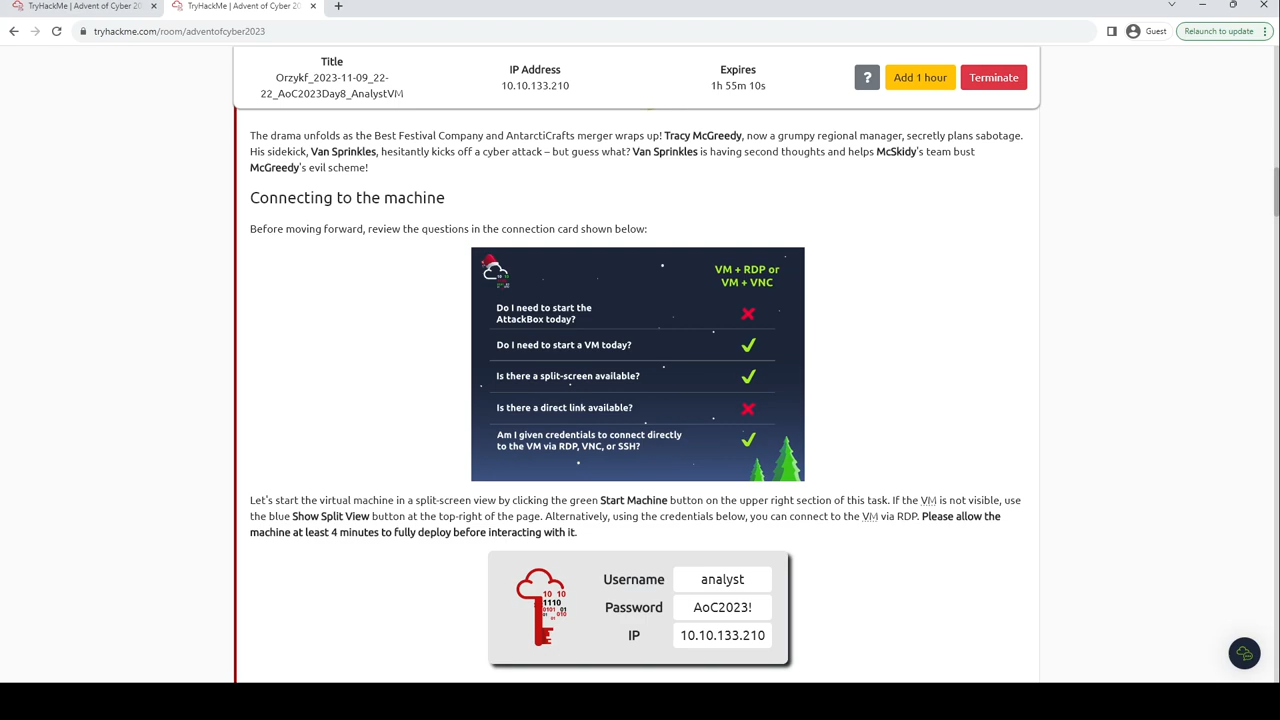 TryHackMe | Advent of Cyber 20
TryHackMe | Advent of Cyber 20
tryhackme.com/room/adventofcyber2023
Guest
Relaunch to update
Title
Orzykf_2023-11-09_22-
22_AoC2023Day8_AnalystVM
IP Address
10.10.133.210
Expires
1h 55m 10s
?
Add 1 hour
Terminate
The drama unfolds as the Best Festival Company and AntarctiCrafts merger wraps up! Tracy McGreedy, now a grumpy regional manager, secretly plans sabotage.
His sidekick, Van Sprinkles, hesitantly kicks off a cyber attack – but guess what? Van Sprinkles is having second thoughts and helps McSkidy's team bust
McGreedy's evil scheme!
Connecting to the machine
Before moving forward, review the questions in the connection card shown below:
VM + RDP or
VM + VNC
Do I need to start the
AttackBox today?
Do I need to start a VM today?
Is there a split-screen available?
Is there a direct link available?
Am I given credentials to connect directly
to the VM via RDP, VNC, or SSH?
Let's start the virtual machine in a split-screen view by clicking the green Start Machine button on the upper right section of this task. If the VM is not visible, use
the blue Show Split View button at the top-right of the page. Alternatively, using the credentials below, you can connect to the VM via RDP. Please allow the
machine at least 4 minutes to fully deploy before interacting with it.
Username analyst
Password AoC2023!
IP 10.10.133.210